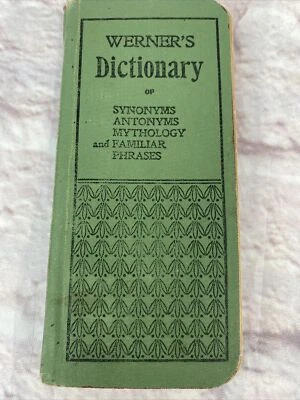 WERNER'S
Dictionary
OF
SYNONYMS
ANTONYMS
MYTHOLOGY
and FAMILIAR
PHRASES